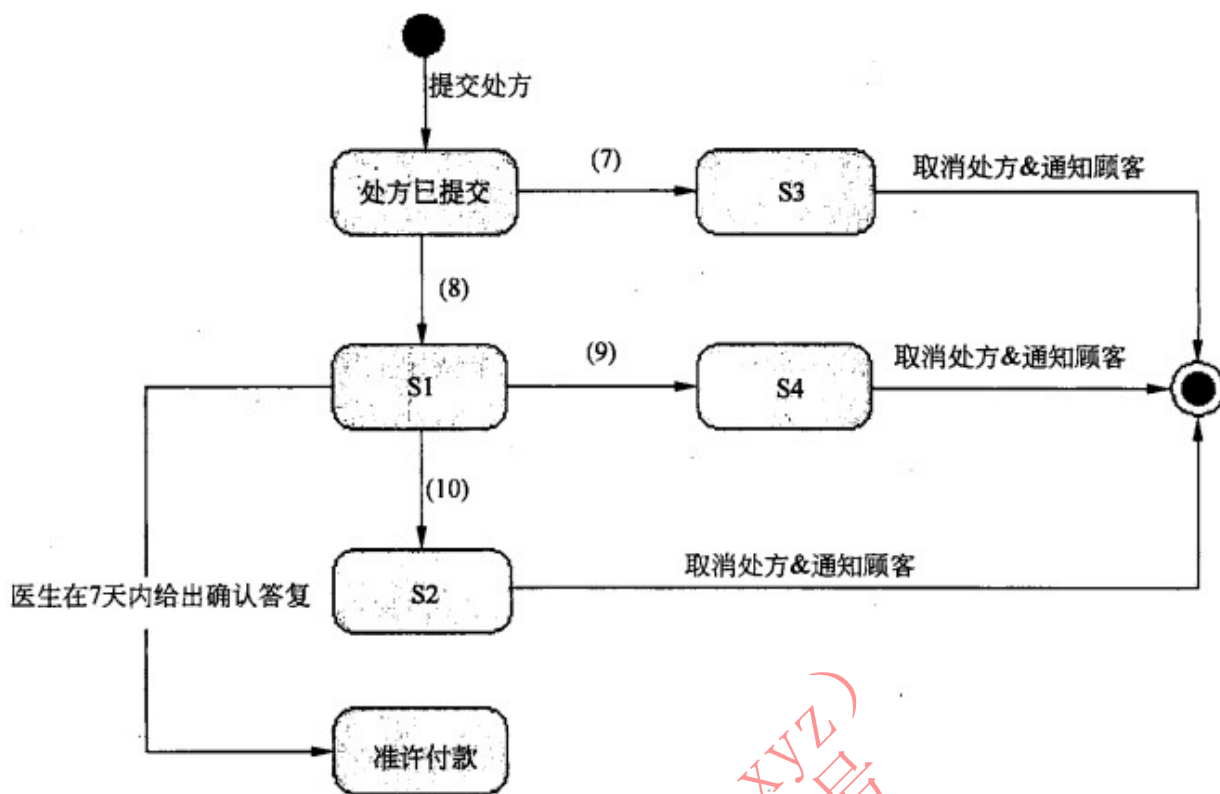 提交处方
处方已提交
(7)
S3
取消处方&通知顾客
(8)
S1
(9)
S4
取消处方&通知顾客
(10)
医生在7天内给出确认答复
S2
取消处方&通知顾客
准许付款
xyz)